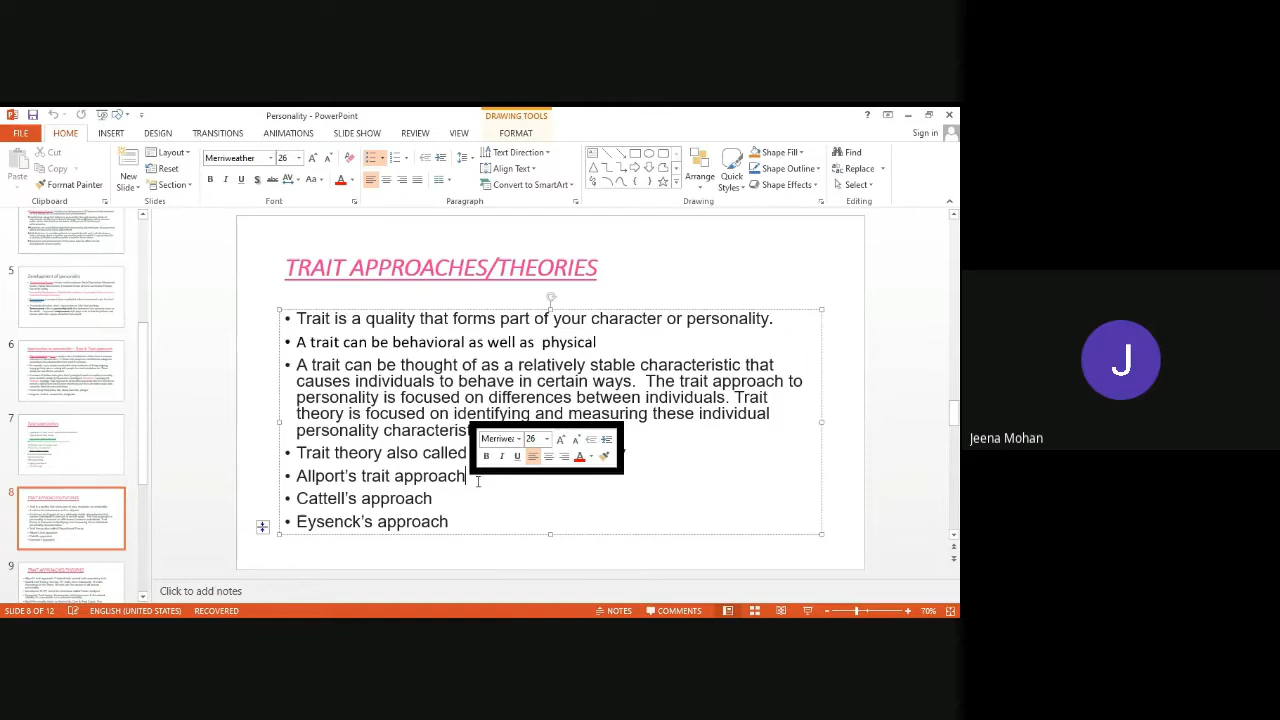 Personality - PowerPoint
DRAWING TOOLS
?
FILE HOME INSERT DESIGN TRANSITIONS ANIMATIONS SLIDE SHOW REVIEW VIEW FORMAT Sign in
Paste
Cut
Copy
Format Painter
Clipboard
New Slide
Layout
Reset
Section
Slides
Merriweather 26
Font
Text Direction
Align Text
Convert to SmartArt
Paragraph
Arrange
Quick Styles
Shape Fill
Shape Outline
Shape Effects
Drawing
Find
Replace
Select
Editing
5
6
7
8
9
TRAIT APPROACHES/THEORIES
• Trait is a quality that forms part of your character or personality.
• A trait can be behavioral as well as physical
• A trait can be thought of as a relatively stable characteristic that
causes individuals to behave in certain ways. The trait approach to
personality is focused on differences between individuals. Trait
theory is focused on identifying and measuring these individual
personality characteris
• Trait theory also called
• Allport's trait approach
• Cattell's approach
• Eysenck's approach
Merriwea 26
Click to add notes
SLIDE 8 OF 12 ENGLISH (UNITED STATES) RECOVERED NOTES COMMENTS 70%
J
Jeena Mohan